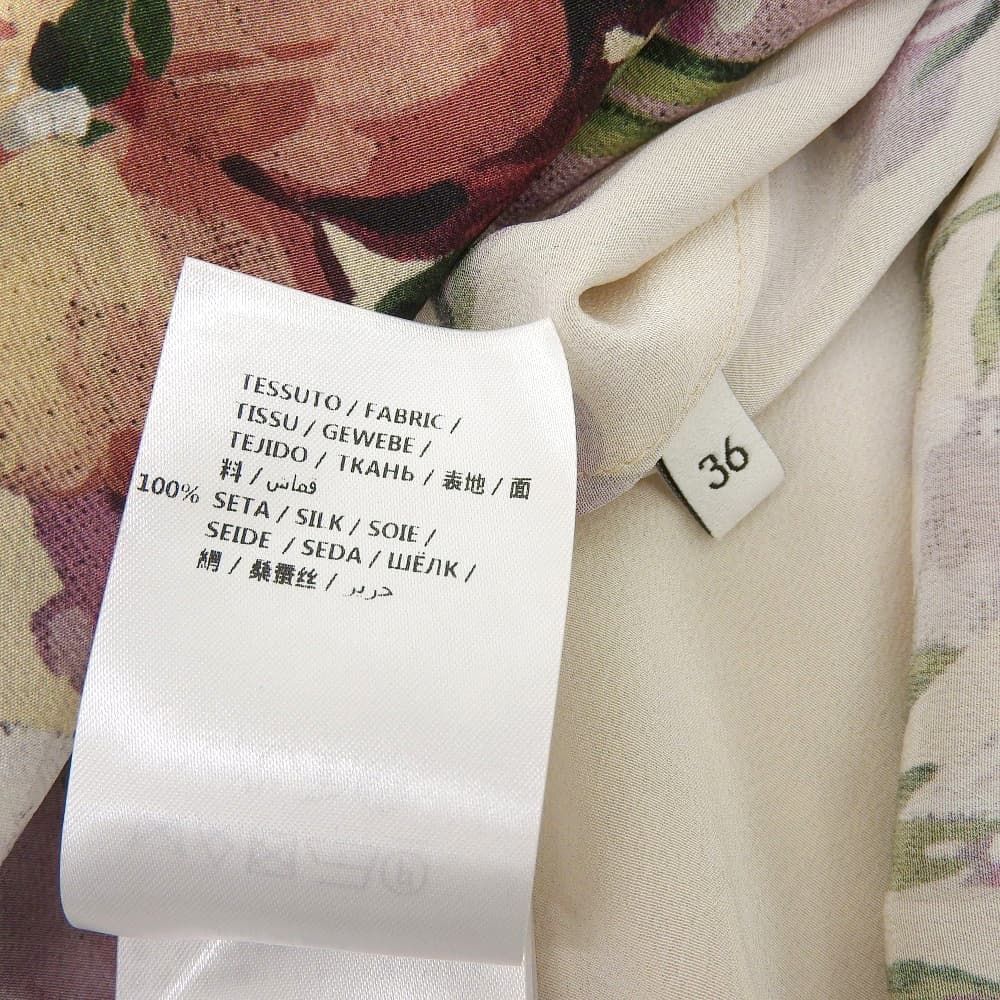 TESSUTO / FABRIC /
TISSU / GEWEBE /
TEJIDO / ТКАНЬ / 表地 / 面
料 / قماش
100% SETA / SILK / SOIE /
SEIDE / SEDA / ШЁЛК /
絹 / 桑蚕丝 / حرير
36